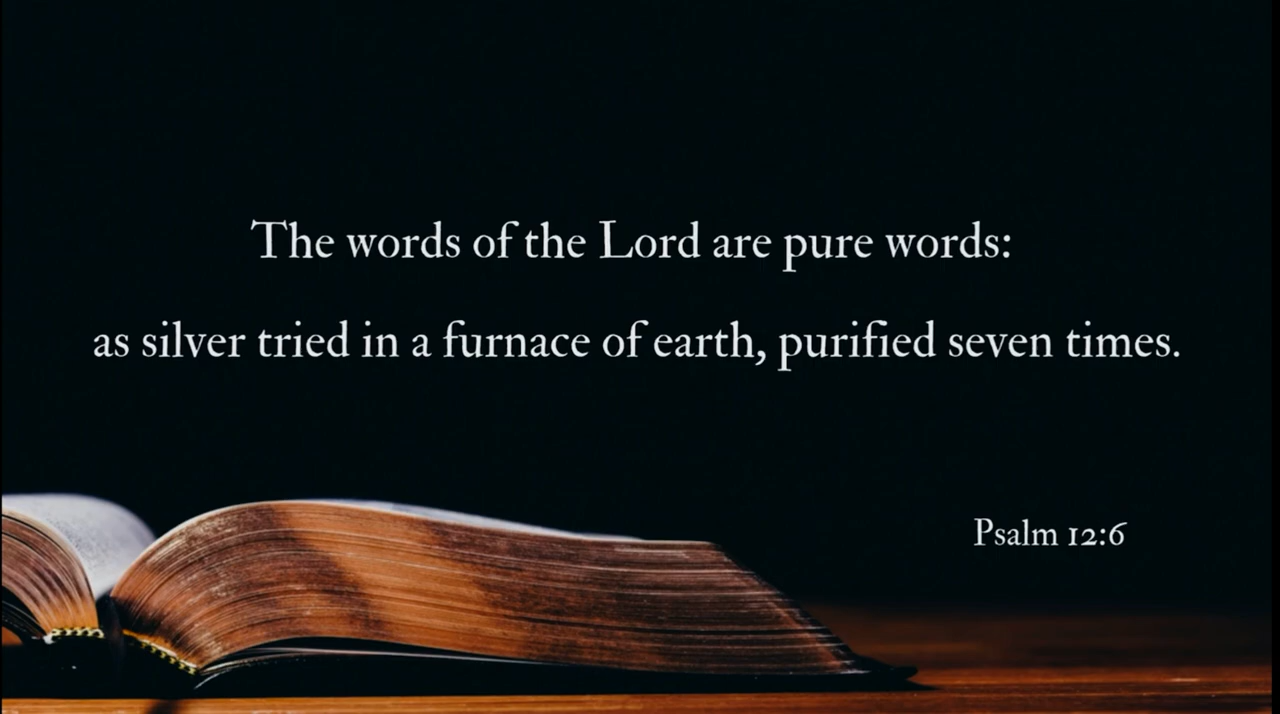 The words of the Lord are pure words:
as silver tried in a furnace of earth, purified seven times.
Psalm 12:6